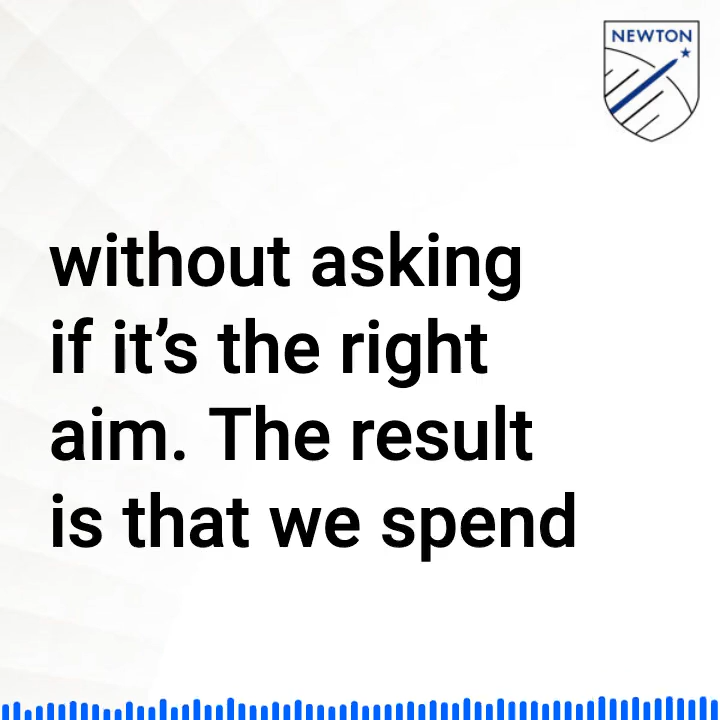 NEWTON
without asking
if it’s the right
aim. The result
is that we spend